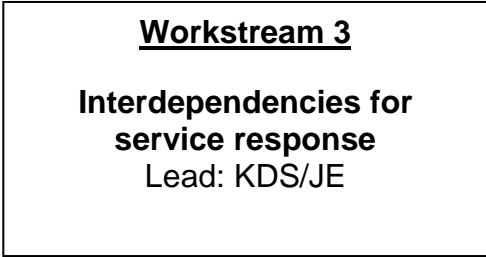 Workstream 3
Interdependencies for
service response
Lead: KDS/JE